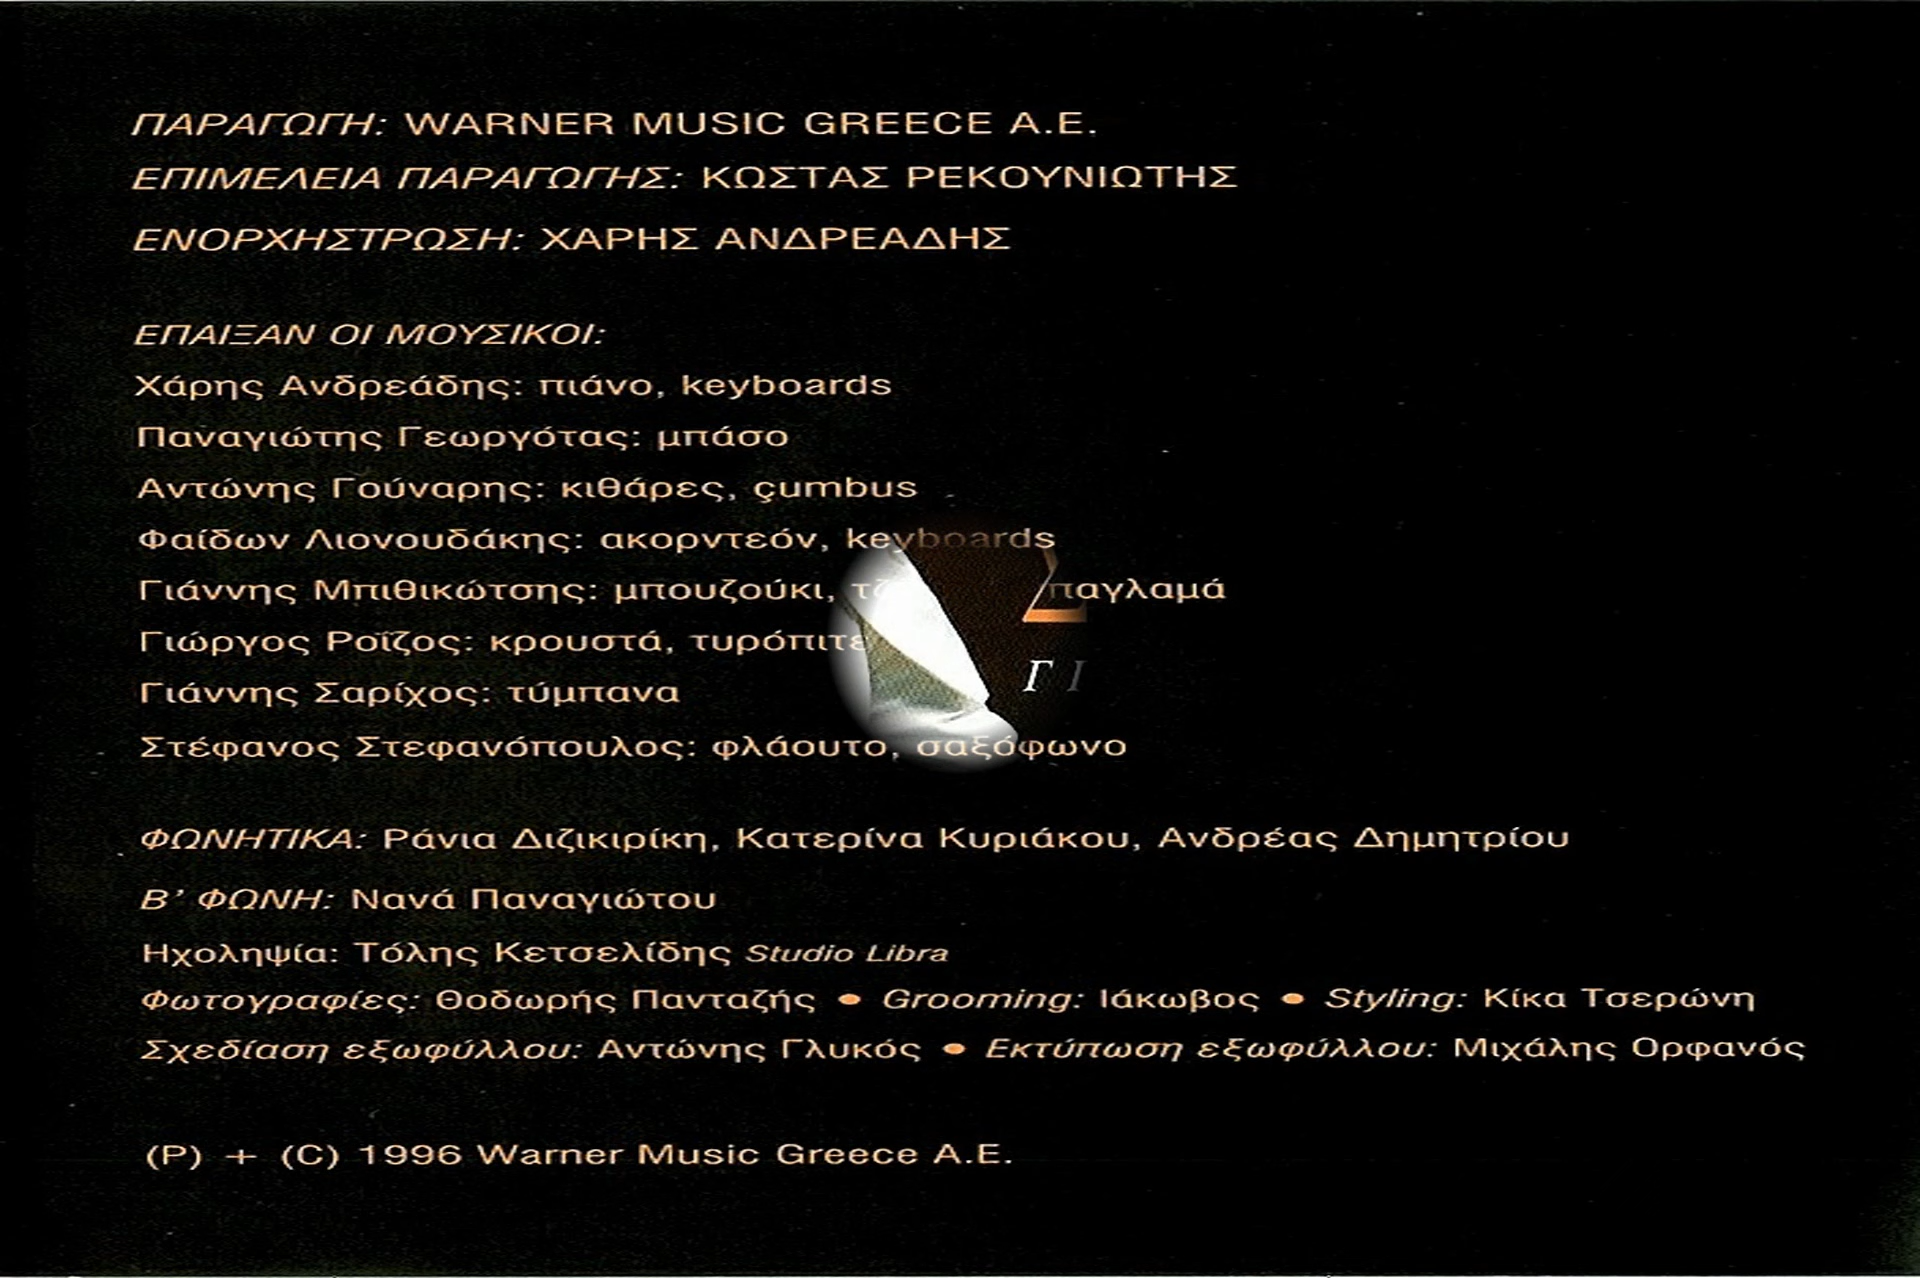 ΠΑΡΑΓΩΓΗ: WARNER MUSIC GREECE A.E.
ΕΠΙΜΕΛΕΙΑ ΠΑΡΑΓΩΓΗΣ: ΚΩΣΤΑΣ ΡΕΚΟΥΝΙΩΤΗΣ
ΕΝΟΡΧΗΣΤΡΩΣΗ: ΧΑΡΗΣ ΑΝΔΡΕΑΔΗΣ
ΕΠΑΙΞΑΝ ΟΙ ΜΟΥΣΙΚΟΙ:
Χάρης Ανδρεάδης: πιάνο, keyboards
Παναγιώτης Γεωργότας: μπάσο
Αντώνης Γούναρης: κιθάρες, çumbus
Φαίδων Λιονουδάκης: ακορντεόν, keyboards
Γιάννης Μπιθικώτσης: μπουζούκι, παγλαμά
Γιώργος Ροΐζος: κρουστά,
Γιάννης Σαρίχος: τύμπανα
Στέφανος Στεφανόπουλος: φλάουτο, σαξόφωνο
ΦΩΝΗΤΙΚΑ: Ράνια Διζικιρίκη, Κατερίνα Κυριάκου, Ανδρέας Δημητρίου
Β' ΦΩΝΗ: Νανά Παναγιώτου
Ηχοληψία: Τόλης Κετσελίδης Studio Libra
Φωτογραφίες: Θοδωρής Πανταζής • Grooming: Ιάκωβος • Styling: Κίκα Τσερώνη
Σχεδίαση εξωφύλλου: Αντώνης Γλυκός • Εκτύπωση εξωφύλλου: Μιχάλης Ορφανός
(P) + (C) 1996 Warner Music Greece A.E.